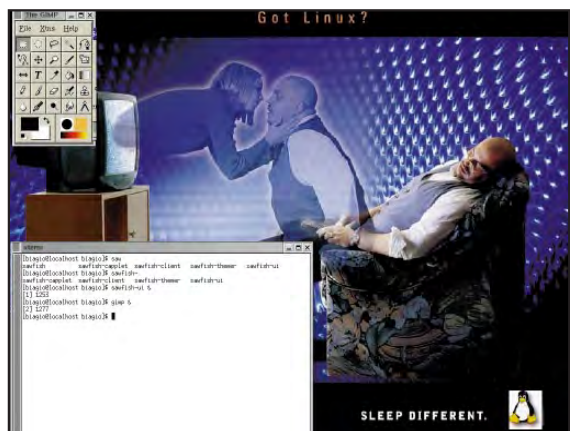 Got Linux?
The GIMP
File Xtns Help
xterm
[biagio@localhost biagio]$ saw
sawfish sawfish-capplet sawfish-client sawfish-themer sawfish-ui
[biagio@localhost biagio]$ sawfish-
sawfish-capplet sawfish-client sawfish-themer sawfish-ui
[biagio@localhost biagio]$ sawfish-ui &
[1] 1253
[biagio@localhost biagio]$ gimp &
[2] 1277
[biagio@localhost biagio]$
SLEEP DIFFERENT.